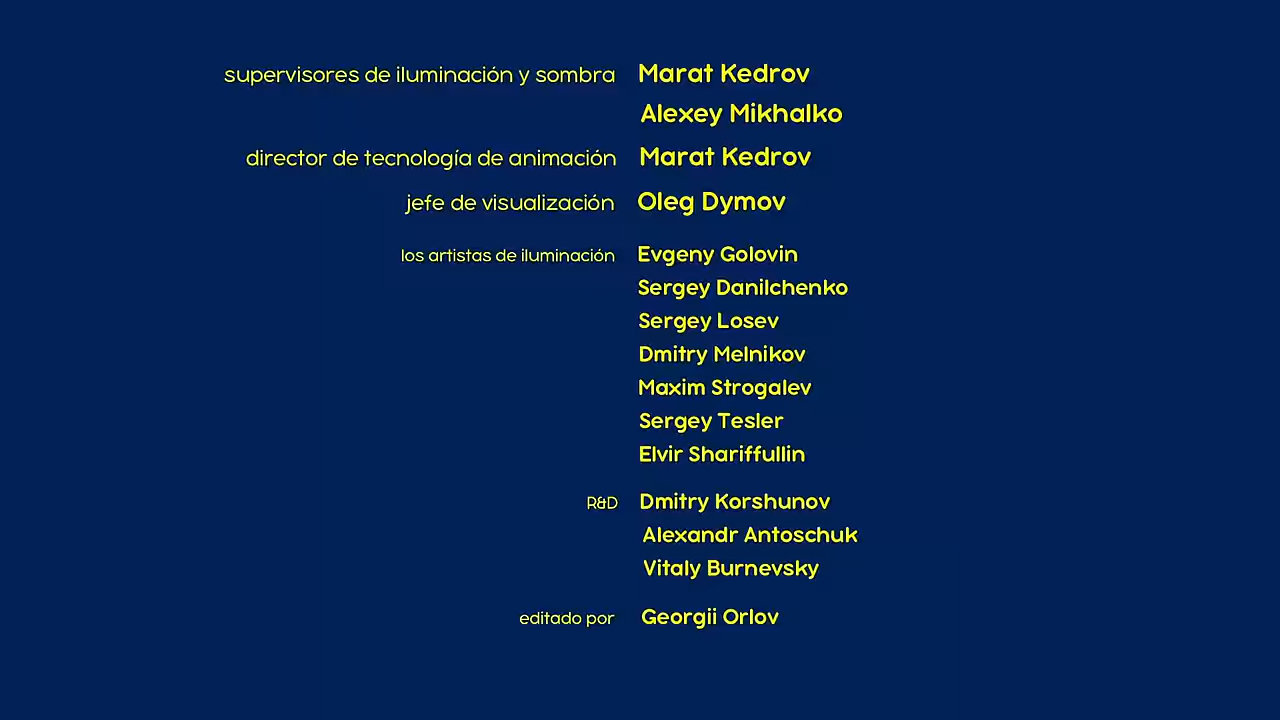 supervisores de iluminación y sombra Marat Kedrov
Alexey Mikhalko
director de tecnología de animación Marat Kedrov
jefe de visualización Oleg Dymov
los artistas de iluminación Evgeny Golovin
Sergey Danilchenko
Sergey Losev
Dmitry Melnikov
Maxim Strogalev
Sergey Tesler
Elvir Shariffullin
R&D Dmitry Korshunov
Alexandr Antoschuk
Vitaly Burnevsky
editado por Georgii Orlov